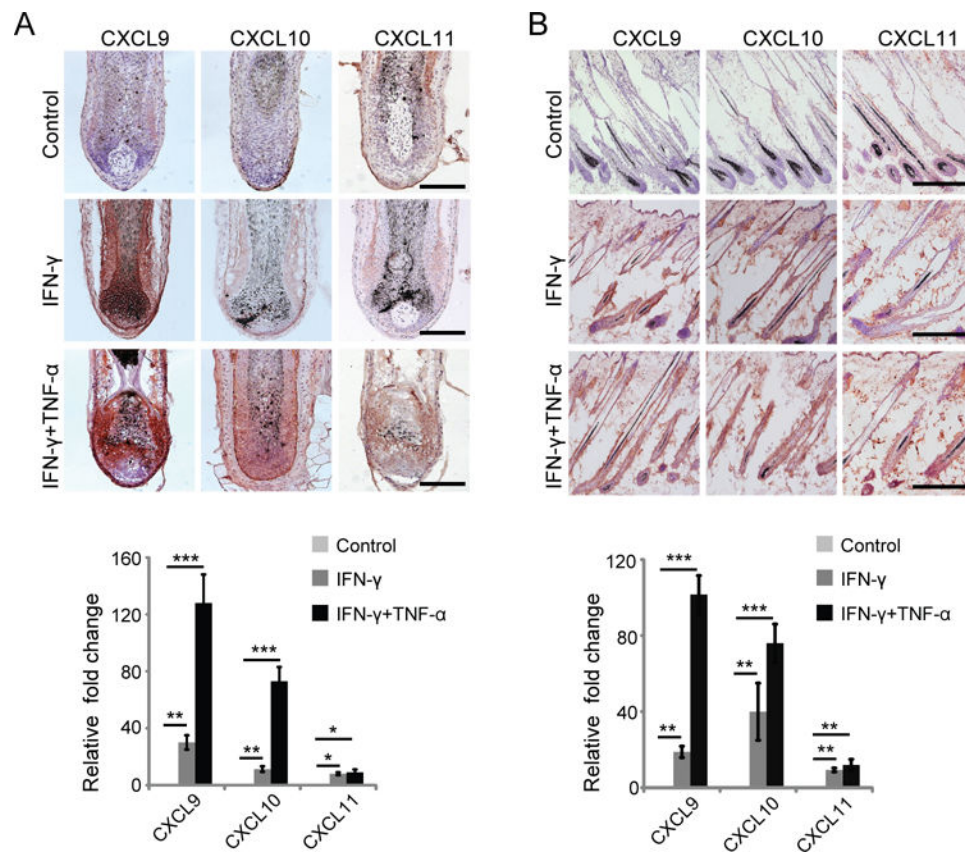 A
CXCL9 CXCL10 CXCL11
Control
IFN-γ
IFN-γ+TNF-α
Relative fold change
160
120
80
40
0
Control
IFN-γ
IFN-γ+TNF-α
*** ** *** ** * *
CXCL9 CXCL10 CXCL11
B
CXCL9 CXCL10 CXCL11
Control
IFN-γ
IFN-γ+TNF-α
Relative fold change
120
80
40
0
Control
IFN-γ
IFN-γ+TNF-α
*** ** *** ** ** **
CXCL9 CXCL10 CXCL11